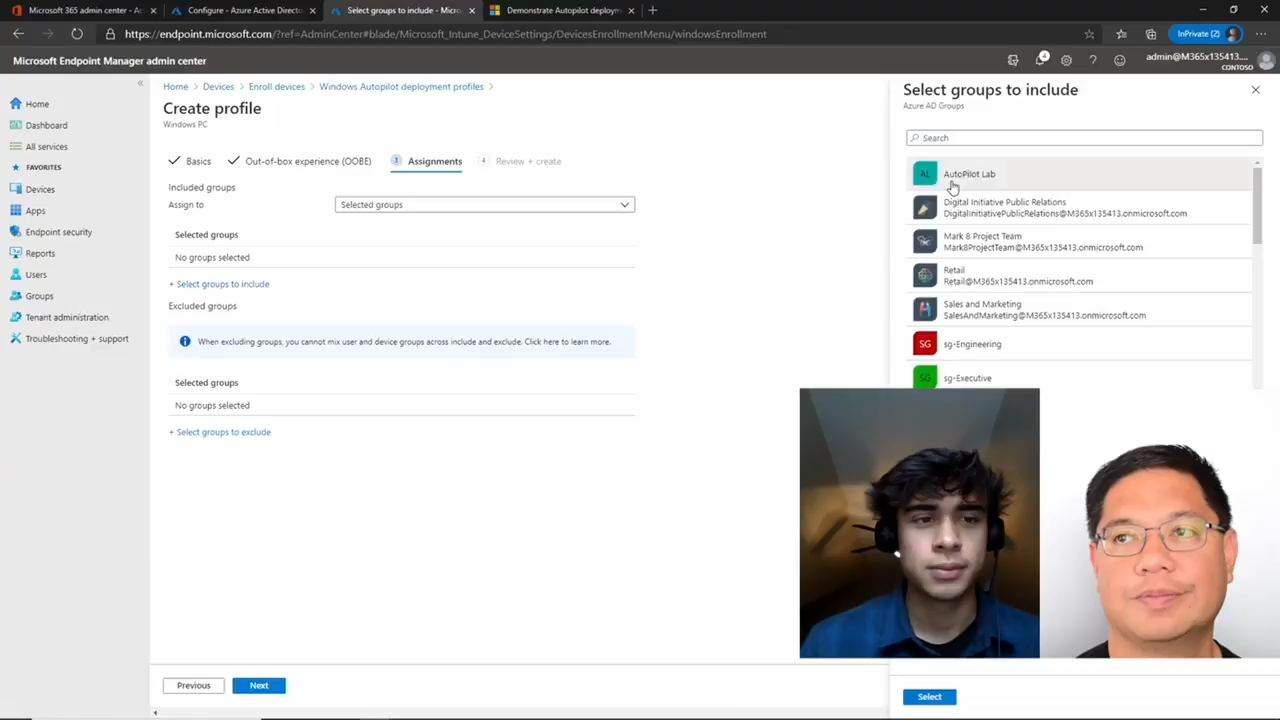 Microsoft 365 admin center - A
Configure - Azure Active Directo
Select groups to include - Micro
Demonstrate Autopilot deploym
https://endpoint.microsoft.com/?ref=AdminCenter#blade/Microsoft_Intune_DeviceSettings/DevicesEnrollmentMenu/windowsEnrollment
InPrivate (2)
Microsoft Endpoint Manager admin center
4
admin@M365x135413....
CONTOSO
Home
Dashboard
All services
FAVORITES
Devices
Apps
Endpoint security
Reports
Users
Groups
Tenant administration
Troubleshooting + support
Home > Devices > Enroll devices > Windows Autopilot deployment profiles >
Create profile
Windows PC
Basics
Out-of-box experience (OOBE)
3 Assignments
4 Review + create
Included groups
Assign to
Selected groups
Selected groups
No groups selected
+ Select groups to include
Excluded groups
When excluding groups, you cannot mix user and device groups across include and exclude. Click here to learn more.
Selected groups
No groups selected
+ Select groups to exclude
Previous
Next
Select groups to include
Azure AD Groups
Search
AL
AutoPilot Lab
Digital Initiative Public Relations
DigitalInitiativePublicRelations@M365x135413.onmicrosoft.com
Mark 8 Project Team
Mark8ProjectTeam@M365x135413.onmicrosoft.com
Retail
Retail@M365x135413.onmicrosoft.com
Sales and Marketing
SalesAndMarketing@M365x135413.onmicrosoft.com
SG
sg-Engineering
SG
sg-Executive
Select